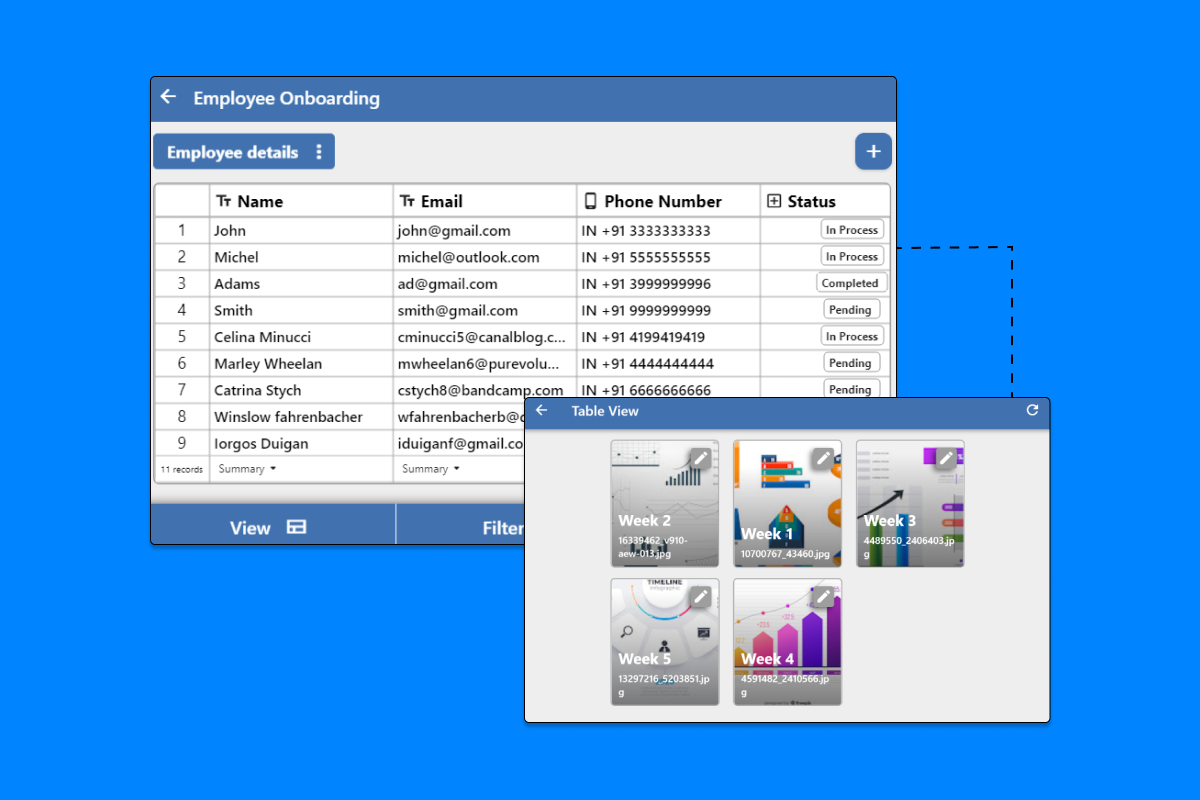 Employee Onboarding
Employee details
Name Email Phone Number Status
1 John john@gmail.com IN +91 3333333333 In Process
2 Michel michel@outlook.com IN +91 5555555555 In Process
3 Adams ad@gmail.com IN +91 3999999996 Completed
4 Smith smith@gmail.com IN +91 9999999999 Pending
5 Celina Minucci cminucci5@canalblog.c... IN +91 4199419419 In Process
6 Marley Wheelan mwheelan6@purevolu... IN +91 4444444444 Pending
7 Catrina Stych cstych8@bandcamp.com IN +91 6666666666 Pending
8 Winslow fahrenbacher wfahrenbacherb@
9 Iorgos Duigan iduiganf@gmail.co
11 records Summary Summary
View Filter
Table View
Week 2
16339462_v910-
aew-013.jpg
Week 1
10700767_43460.jpg
Week 3
4489550_2406403.jp
g
TIMELINE
infographic
Week 5
13297216_5203851.jp
g
Week 4
4591482_2410566.jp
g